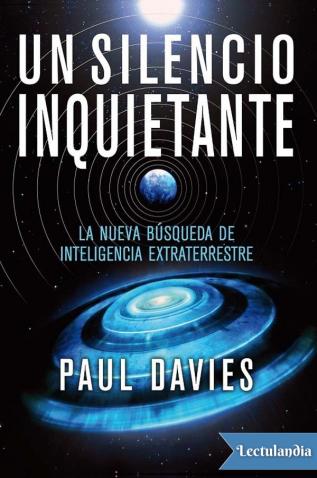 UN SILENCIO
INQUIETANTE
LA NUEVA BÚSQUEDA DE
INTELIGENCIA EXTRATERRESTRE
PAUL DAVIES
Lectulandia